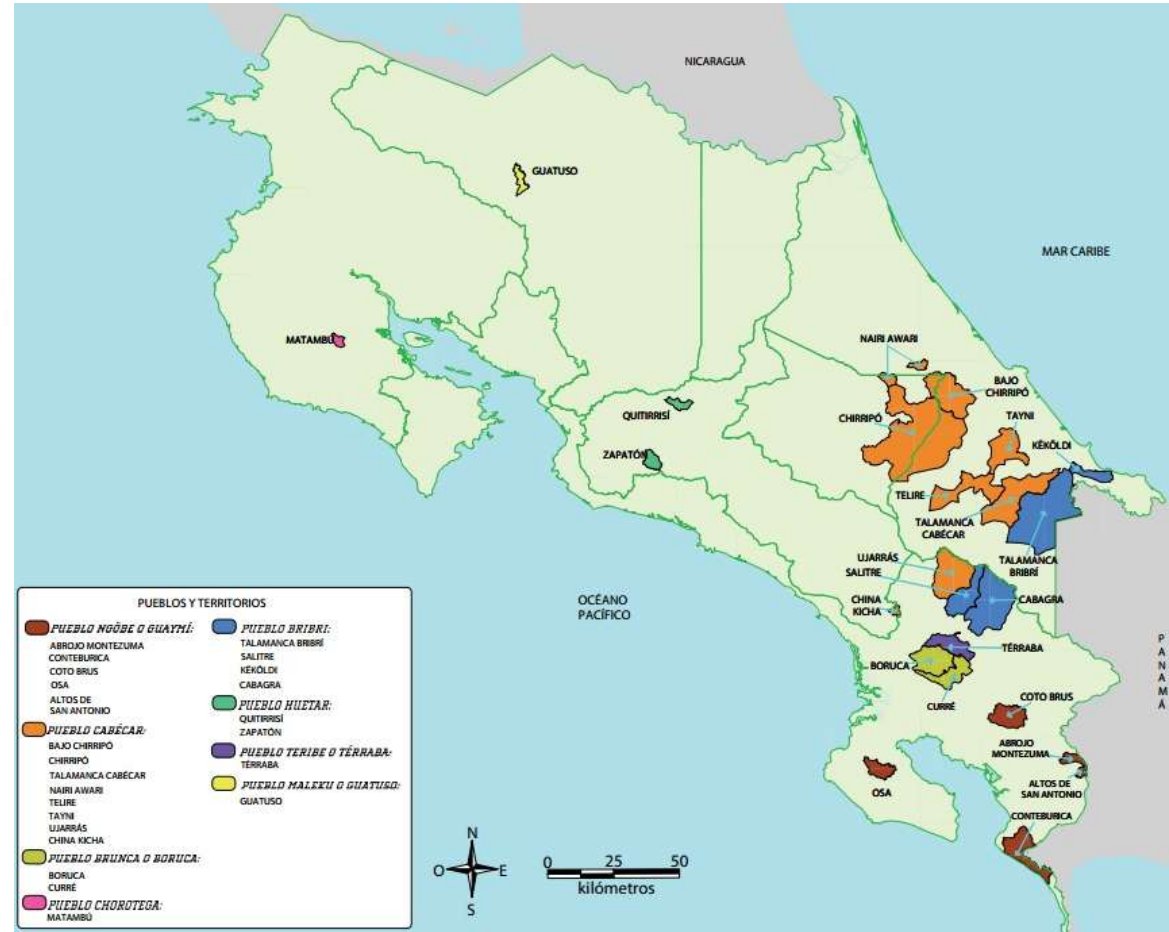 NICARAGUA
GUATUSO
MAR CARIBE
MATAMBÚ
NAIRI AWARI
BAJO
CHIRRIPÓ
QUITIRRISÍ
CHIRRIPÓ
TAYNI
KÉKÖLDI
ZAPATÓN
TELIRE
TALAMANCA
CABÉCAR
UJARRÁS
TALAMANCA
BRIBRÍ
SALITRE
OCÉANO
PACÍFICO
CHINA
KICHA
CABAGRA
TÉRRABA
BORUCA
CURRÉ
PANAMÁ
COTO BRUS
ABROJO
MONTEZUMA
OSA
ALTOS DE
SAN ANTONIO
CONTEBURICA
PUEBLOS Y TERRITORIOS
PUEBLO NGÖBE O GUAYMÍ:
ABROJO MONTEZUMA
CONTEBURICA
COTO BRUS
OSA
ALTOS DE
SAN ANTONIO
PUEBLO CABÉCAR:
BAJO CHIRRIPÓ
CHIRRIPÓ
TALAMANCA CABÉCAR
NAIRI AWARI
TELIRE
TAYNI
UJARRÁS
CHINA KICHA
PUEBLO BRUNCA O BORUCA:
BORUCA
CURRÉ
PUEBLO CHOROTEGA:
MATAMBÚ
PUEBLO BRIBRI:
TALAMANCA BRIBRÍ
SALITRE
KÉKÖLDI
CABAGRA
PUEBLO HUETAR:
QUITIRRISÍ
ZAPATÓN
PUEBLO TERIBE O TÉRRABA:
TÉRRABA
PUEBLO MALEKU O GUATUSO:
GUATUSO
N
O E
S
0 25 50
kilómetros